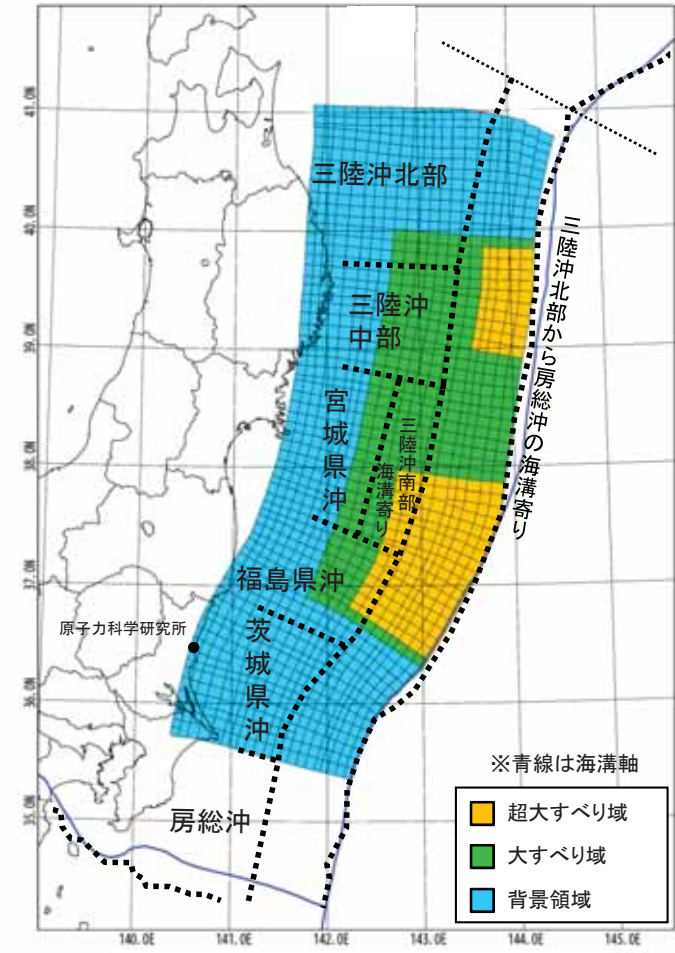 41.0N
三陸沖北部
40.0N
三陸沖北部から房総沖の海溝寄り
三陸沖
中部
39.0N
宮城県沖
三陸沖南部
海溝寄り
38.0N
37.0N
福島県沖
茨城県沖
原子力科学研究所
36.0N
※青線は海溝軸
房総沖
35.0N
超大すべり域
大すべり域
背景領域
140.0E
141.0E
142.0E
143.0E
144.0E
145.0E